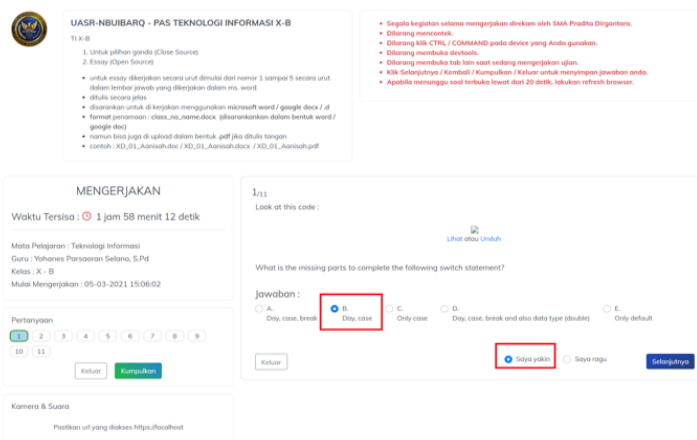 UASR-NBUIBARQ - PAS TEKNOLOGI INFORMASI X-B
TI X-B
1. Untuk pilihan ganda (Close Source)
2. Essay (Open Source)
• untuk essay dikerjakan secara urut dimulai dari nomor 1 sampai 5 secara urut
dalam lembar jawab yang dikerjakan dalam ms. word
• ditulis secara jelas
• disarankan untuk di kerjakan menggunakan microsoft word / google docx / .d
• format penamaan : class_no_name.docx (disarankankan dalam bentuk word /
google doc)
• namun bisa juga di upload dalam bentuk .pdf jika ditulis tangan
• contoh : XD_01_Aanisah.doc / XD_01_Aanisah.docx / XD_01_Aanisah.pdf
• Segala kegiatan selama mengerjakan direkam oleh SMA Pradita Dirgantara.
• Dilarang mencontek.
• Dilarang klik CTRL / COMMAND pada device yang Anda gunakan.
• Dilarang membuka devtools.
• Dilarang membuka tab lain saat sedang mengerjakan ujian.
• Klik Selanjutnya / Kembali / Kumpulkan / Keluar untuk menyimpan jawaban anda.
• Apabila menunggu soal terbuka lewat dari 20 detik, lakukan refresh browser.
MENGERJAKAN
Waktu Tersisa : 1 jam 58 menit 12 detik
Mata Pelajaran : Teknologi Informasi
Guru : Yohanes Parsaoran Selano, S.Pd
Kelas : X - B
Mulai Mengerjakan : 05-03-2021 15:06:02
Pertanyaan
1 2 3 4 5 6 7 8 9
10 11
Keluar Kumpulkan
Kamera & Suara
Pastikan url yang diakses https://localhost
1/11
Look at this code :
Lihat atau Unduh
What is the missing parts to complete the following switch statement?
Jawaban :
A. B. C. D. E.
Day, case, break Day, case Only case Day, case, break and also data type (double) Only default
Keluar Saya yakin Saya ragu Selanjutnya